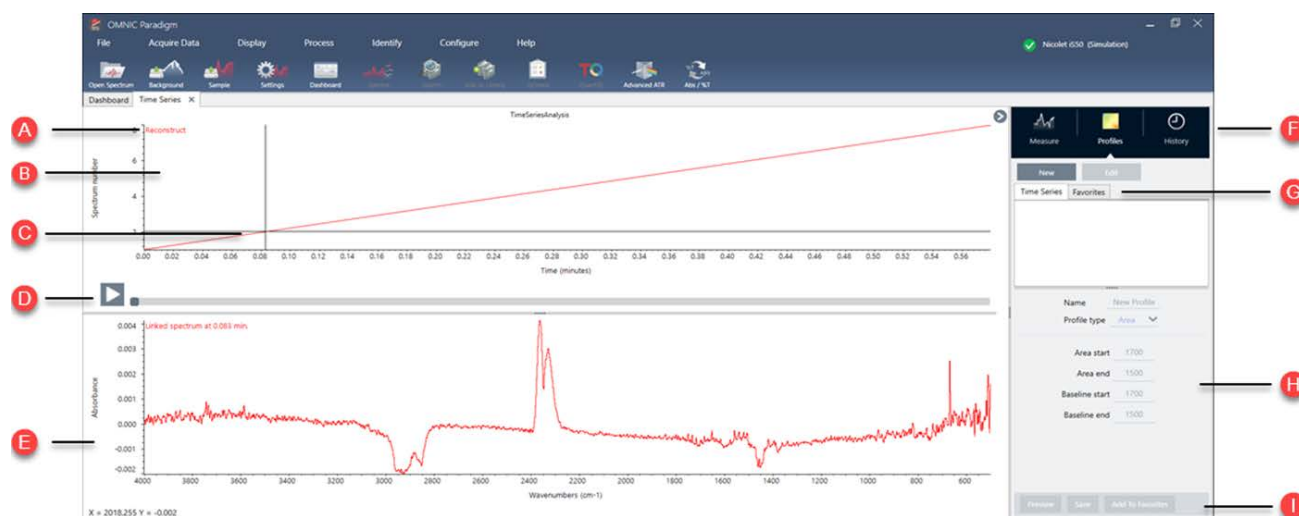 OMNIC Paradigm
File Acquire Data Display Process Identify Configure Help
Nicolet iS50 (Simulation)
Open Spectrum Background Sample Settings Dashboard Advanced ATR Abs / %T
Dashboard Time Series ×
TimeSeriesAnalysis
A
Reconstruct
B
Spectrum number
6
4
2
C
0.00 0.02 0.04 0.06 0.08 0.10 0.12 0.14 0.16 0.18 0.20 0.22 0.24 0.26 0.28 0.30 0.32 0.34 0.36 0.38 0.40 0.42 0.44 0.46 0.48 0.50 0.52 0.54 0.56
Time (minutes)
D
Linked spectrum at 0.083 min.
Absorbance
0.004
0.003
0.002
0.001
0.000
-0.001
-0.002
E
4000 3800 3600 3400 3200 3000 2800 2600 2400 2200 2000 1800 1600 1400 1200 1000 800 600
Wavenumbers (cm-1)
X = 2018.255 Y = -0.002
Measure Profiles History
F
New Edit
Time Series Favorites
G
Name New Profile
Profile type Area
Area start 1700
Area end 1500
Baseline start 1700
Baseline end 1500
H
Preview Save Add To Favorites
I